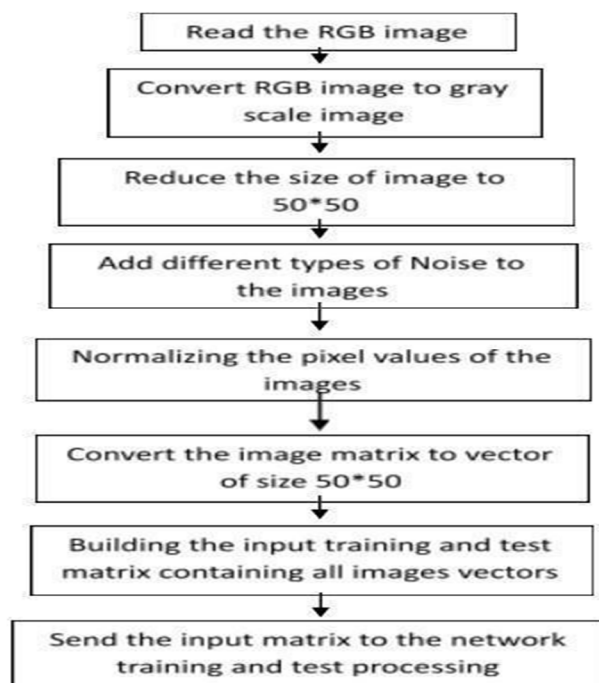 Read the RGB image
Convert RGB image to gray
scale image
Reduce the size of image to
50*50
Add different types of Noise to
the images
Normalizing the pixel values of the
images
Convert the image matrix to vector
of size 50*50
Building the input training and test
matrix containing all images vectors
Send the input matrix to the network
training and test processing